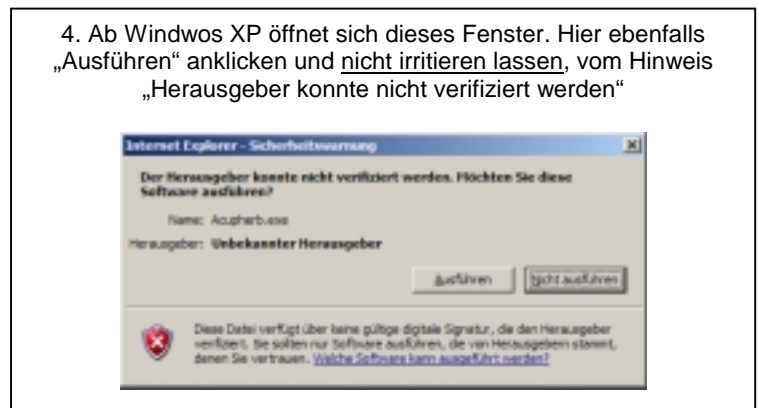 4. Ab Windwos XP öffnet sich dieses Fenster. Hier ebenfalls
„Ausführen“ anklicken und nicht irritieren lassen, vom Hinweis
„Herausgeber konnte nicht verifiziert werden“
Internet Explorer - Sicherheitswarnung
Der Herausgeber konnte nicht verifiziert werden. Möchten Sie diese
Software ausführen?
Name: Acupherb.exe
Herausgeber: Unbekannter Herausgeber
Ausführen
Nicht ausführen
Diese Datei verfügt über keine gültige digitale Signatur, die den Herausgeber
verifiziert. Sie sollten nur Software ausführen, die von Herausgebern stammt,
denen Sie vertrauen. Welche Software kann ausgeführt werden?